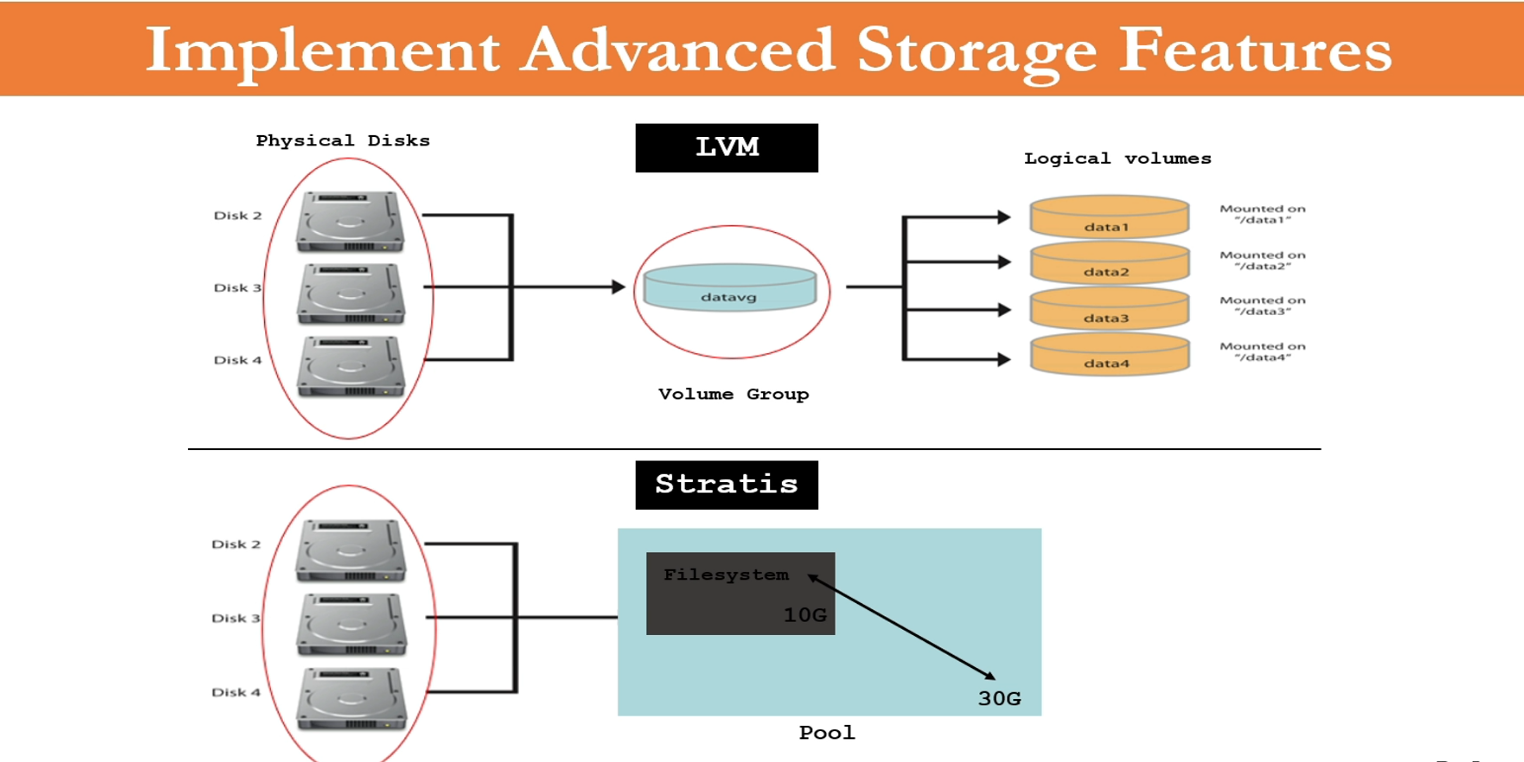 Implement Advanced Storage Features
Physical Disks
LVM
Logical volumes
Disk 2
Disk 3
Disk 4
datavg
Volume Group
data1
Mounted on
“/data1”
data2
Mounted on
“/data2”
data3
Mounted on
“/data3”
data4
Mounted on
“/data4”
Stratis
Disk 2
Disk 3
Disk 4
Filesystem
10G
30G
Pool